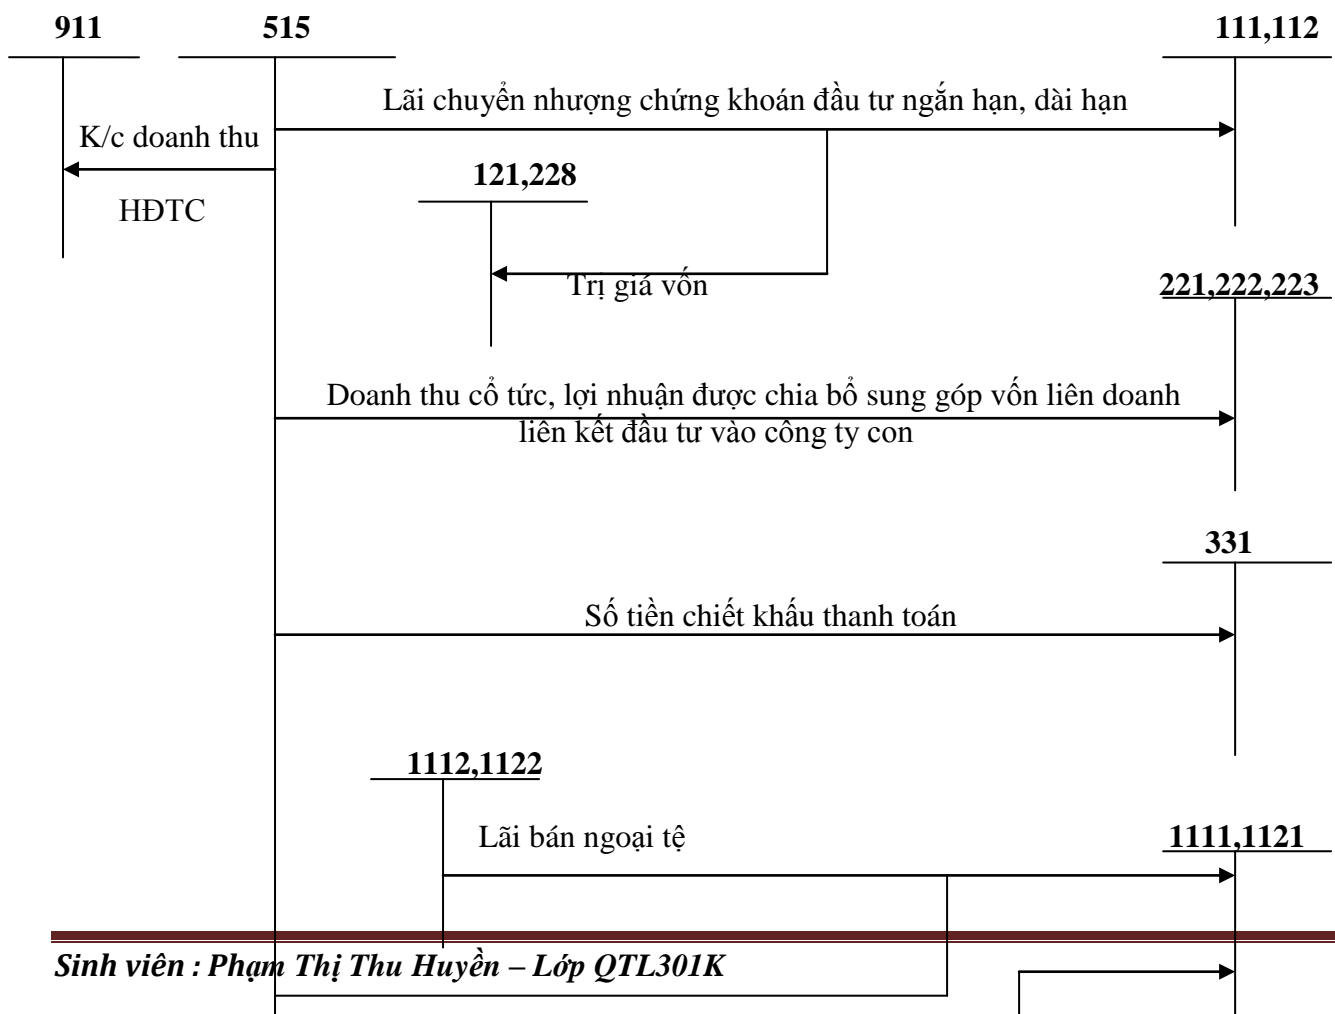 911 515 111,112
Lãi chuyển nhượng chứng khoán đầu tư ngắn hạn, dài hạn
K/c doanh thu
121,228
HĐTC
Trị giá vốn
221,222,223
Doanh thu cổ tức, lợi nhuận được chia bổ sung góp vốn liên doanh
liên kết đầu tư vào công ty con
331
Số tiền chiết khấu thanh toán
1112,1122
Lãi bán ngoại tệ
1111,1121
Sinh viên : Phạm Thị Thu Huyền – Lớp QTL301K